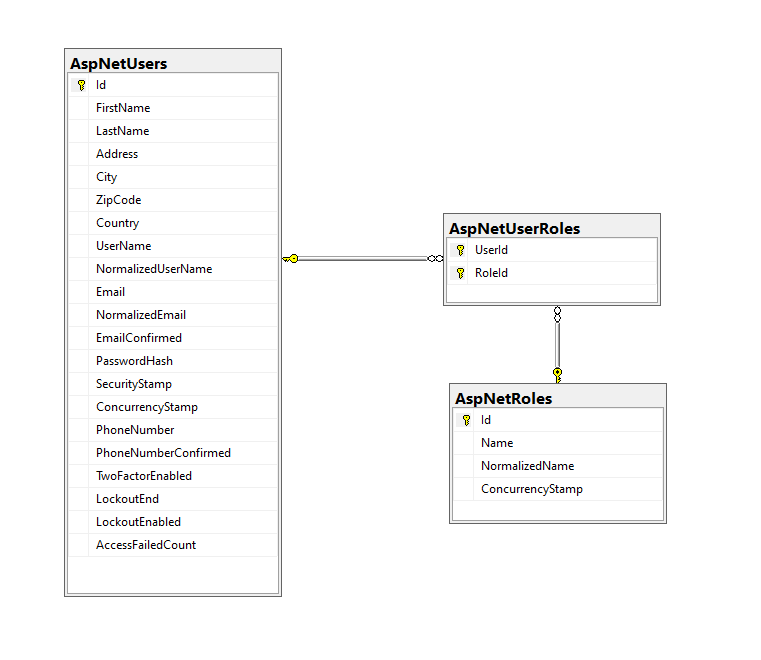 AspNetUsers
Id
FirstName
LastName
Address
City
ZipCode
Country
UserName
NormalizedUserName
Email
NormalizedEmail
EmailConfirmed
PasswordHash
SecurityStamp
ConcurrencyStamp
PhoneNumber
PhoneNumberConfirmed
TwoFactorEnabled
LockoutEnd
LockoutEnabled
AccessFailedCount
AspNetUserRoles
UserId
RoleId
AspNetRoles
Id
Name
NormalizedName
ConcurrencyStamp